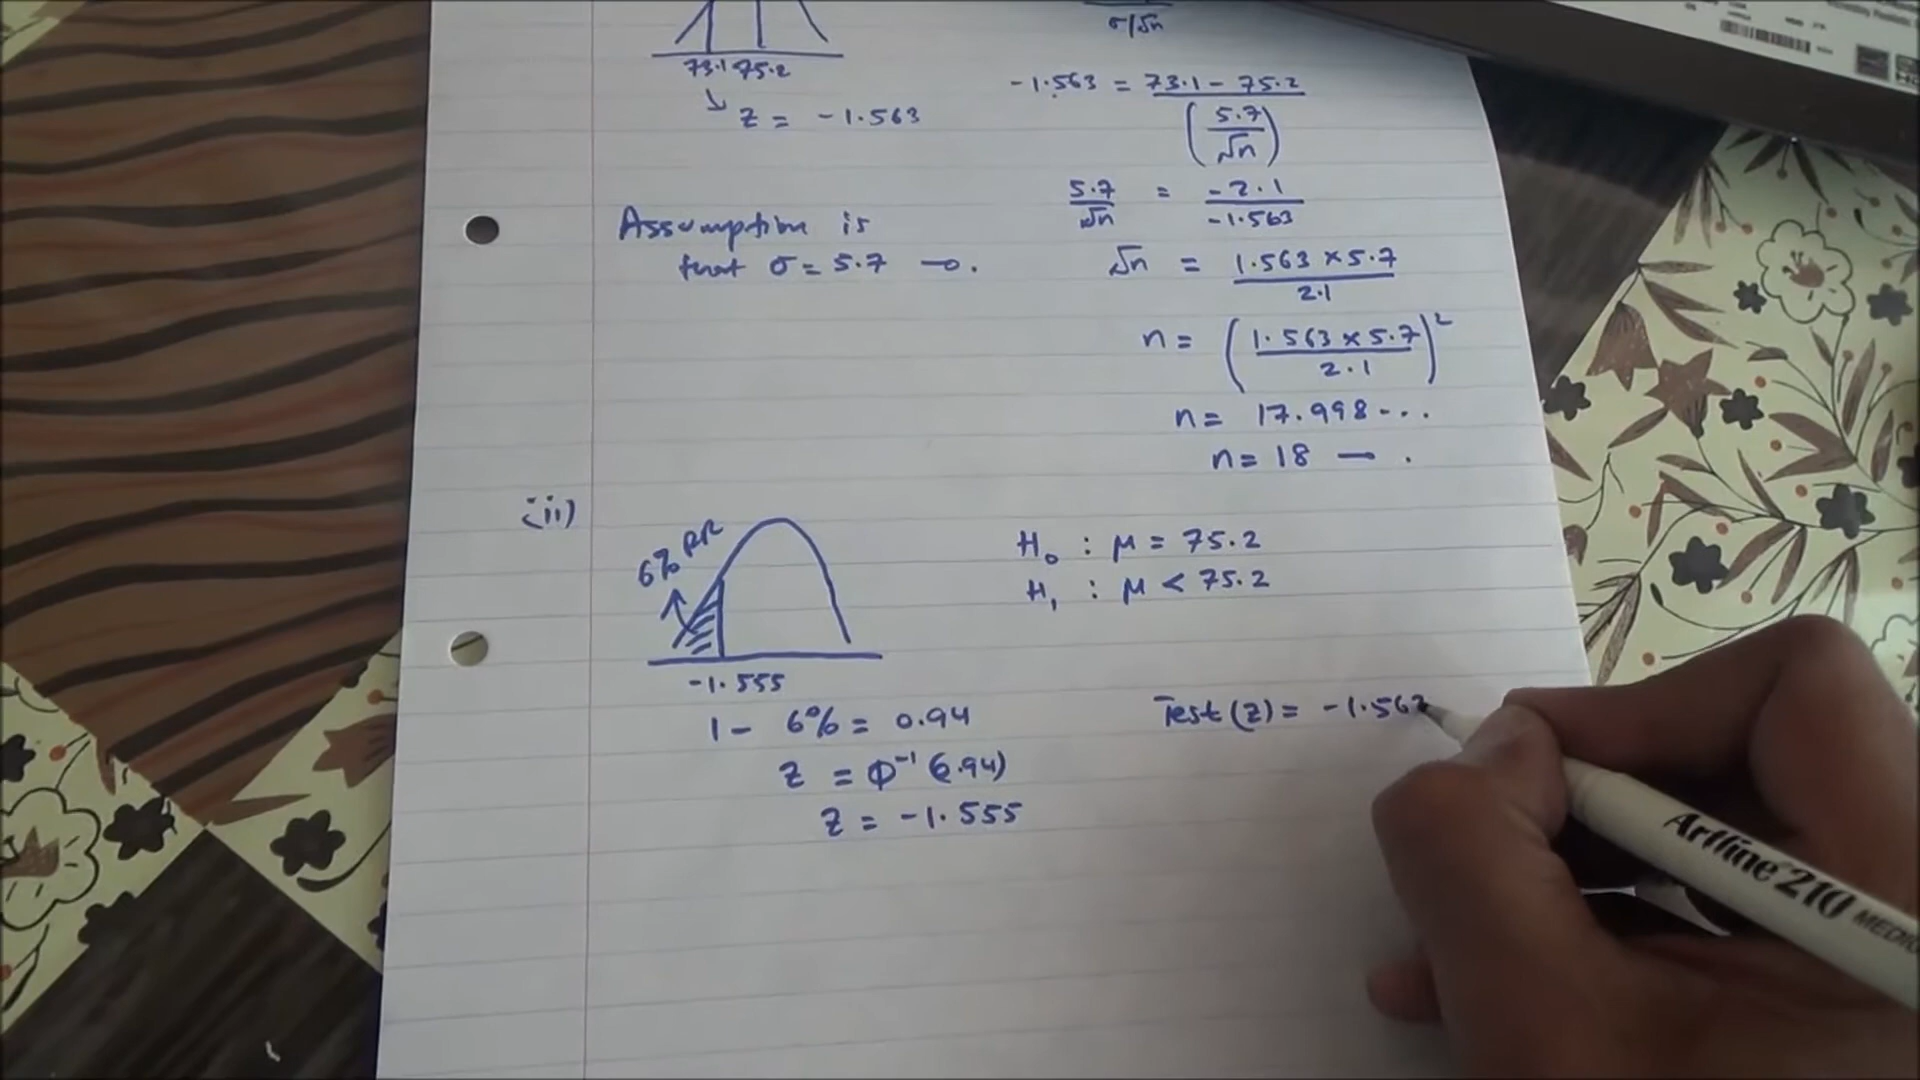 σ/√n
73.1 75.2
z = -1.563
-1.563 = 73.1 - 75.2
(5.7/√n)
Assumption is
that σ = 5.7 —o.
5.7/√n = -2.1/-1.563
√n = 1.563 × 5.7/2.1
n = (1.563 × 5.7/2.1)²
n = 17.998...
n = 18 — .
(ii)
6% RR
-1.555
H₀ : μ = 75.2
H₁ : μ < 75.2
1 - 6% = 0.94
z = Φ⁻¹(0.94)
z = -1.555
Test (z) = -1.563
Artline 210